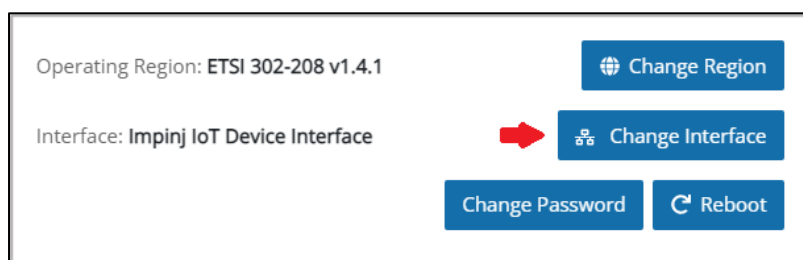 Operating Region: ETSI 302-208 v1.4.1 Change Region
Interface: Impinj IoT Device Interface Change Interface
Change Password Reboot